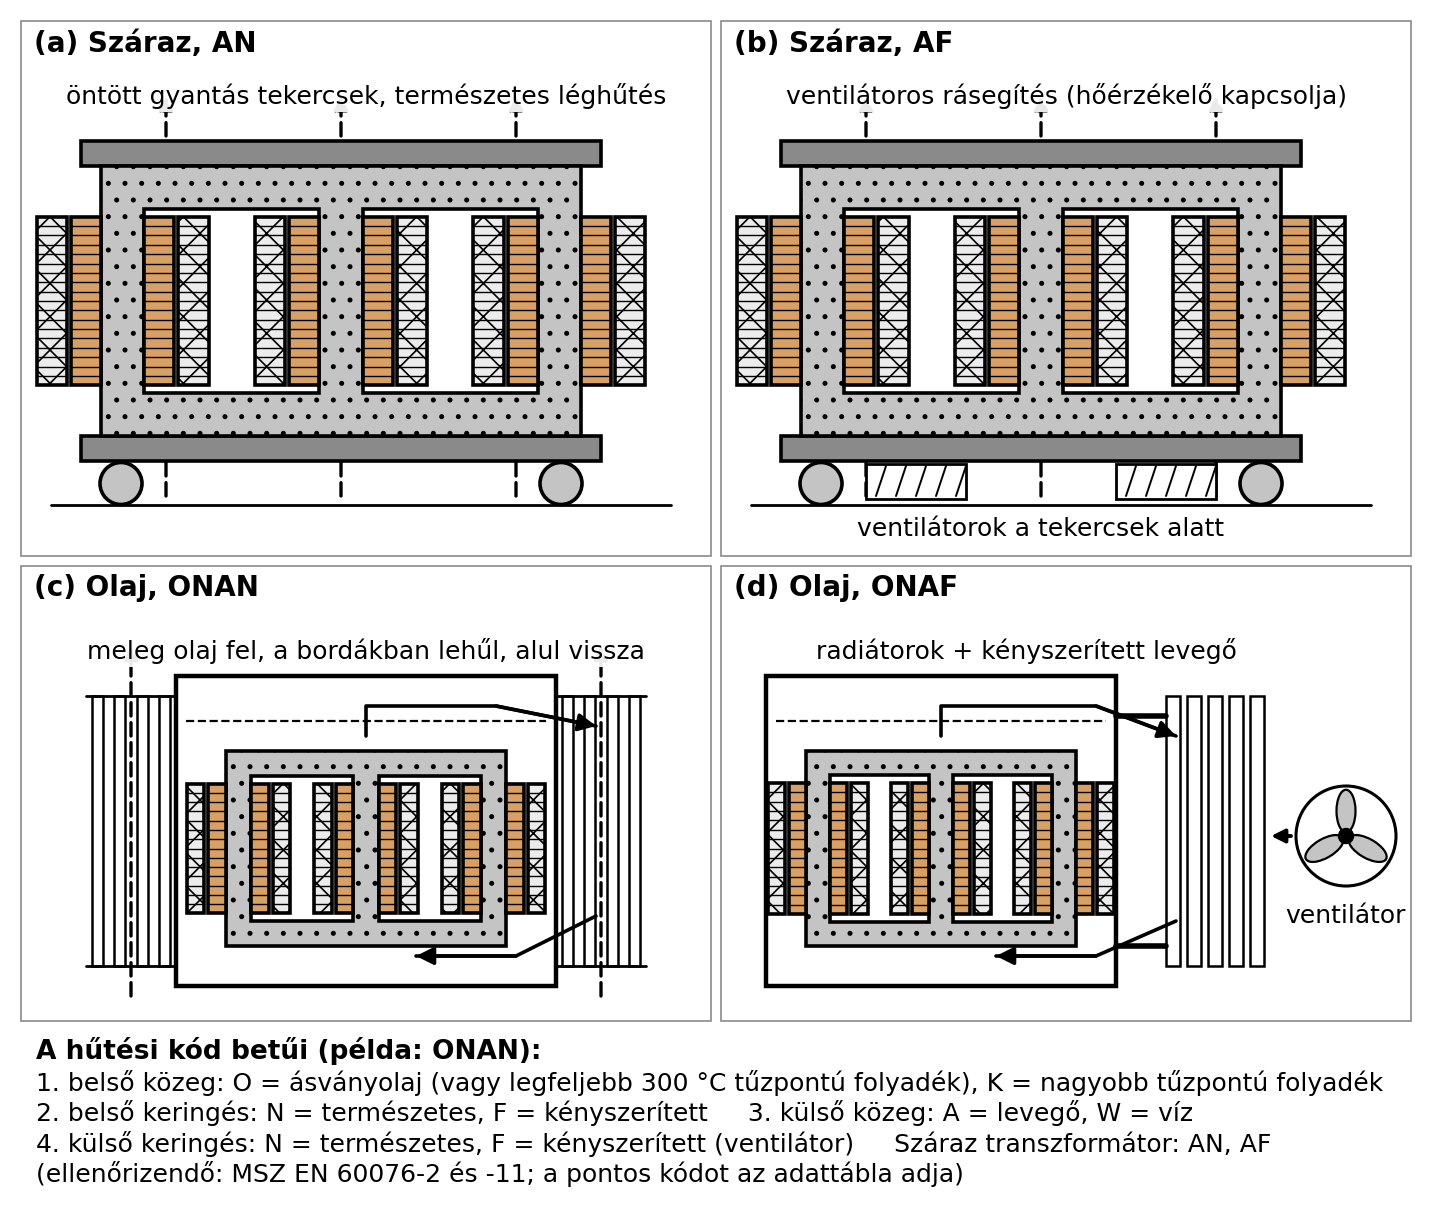 (a) Száraz, AN
öntött gyantás tekercsek, természetes léghűtés
(b) Száraz, AF
ventilátoros rásegítés (hőérzékelő kapcsolja)
ventilátorok a tekercsek alatt
(c) Olaj, ONAN
meleg olaj fel, a bordákban lehűl, alul vissza
(d) Olaj, ONAF
radiátorok + kényszerített levegő
ventilátor
A hűtési kód betűi (példa: ONAN):
1. belső közeg: O = ásványolaj (vagy legfeljebb 300 °C tűzpontú folyadék), K = nagyobb tűzpontú folyadék
2. belső keringés: N = természetes, F = kényszerített 3. külső közeg: A = levegő, W = víz
4. külső keringés: N = természetes, F = kényszerített (ventilátor) Száraz transzformátor: AN, AF
(ellenőrizendő: MSZ EN 60076-2 és -11; a pontos kódot az adattábla adja)